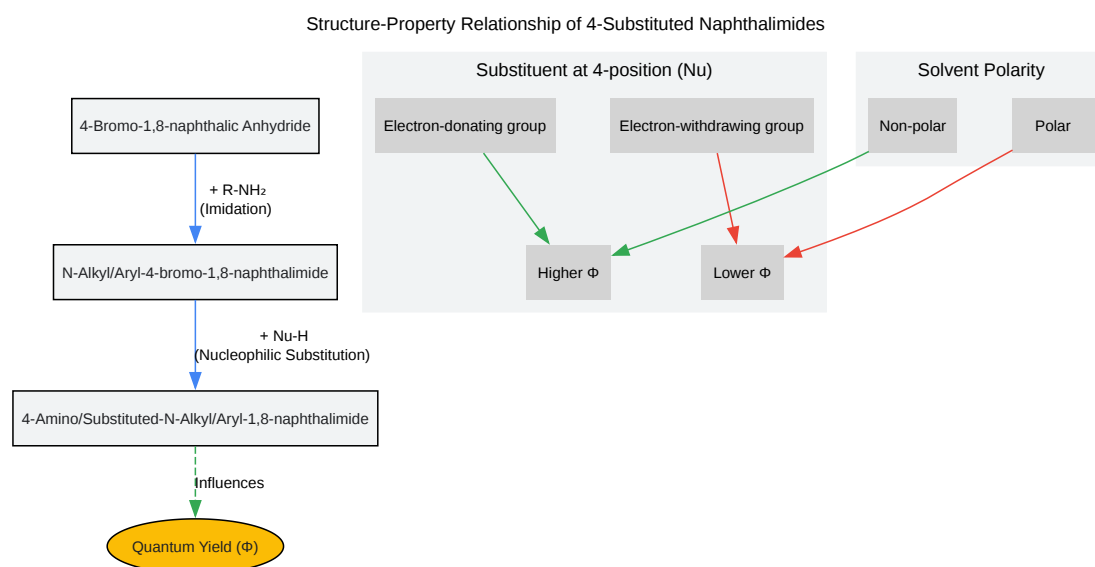 Structure-Property Relationship of 4-Substituted Naphthalimides
Substituent at 4-position (Nu)
Solvent Polarity
4-Bromo-1,8-naphthalic Anhydride
Electron-donating group
Electron-withdrawing group
Non-polar
Polar
+ R-NH₂
(Imidation)
N-Alkyl/Aryl-4-bromo-1,8-naphthalimide
Higher Φ
Lower Φ
+ Nu-H
(Nucleophilic Substitution)
4-Amino/Substituted-N-Alkyl/Aryl-1,8-naphthalimide
Influences
Quantum Yield (Φ)